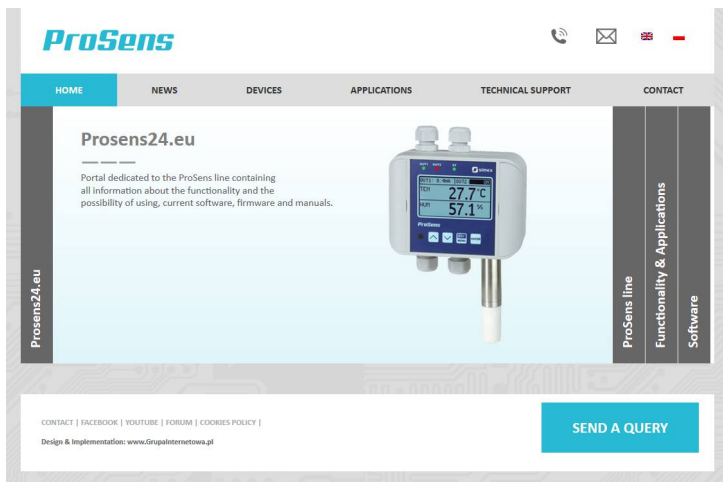 ProSens
HOME NEWS DEVICES APPLICATIONS TECHNICAL SUPPORT CONTACT
Prosens24.eu
Prosens24.eu
Portal dedicated to the ProSens line containing
all information about the functionality and the
possibility of using, current software, firmware and manuals.
simex
TEM 27.7°C
HUM 57.1%
ProSens
ProSens line
Functionality & Applications
Software
CONTACT | FACEBOOK | YOUTUBE | FORUM | COOKIES POLICY |
Design & Implementation: www.GrupaInternetowa.pl
SEND A QUERY